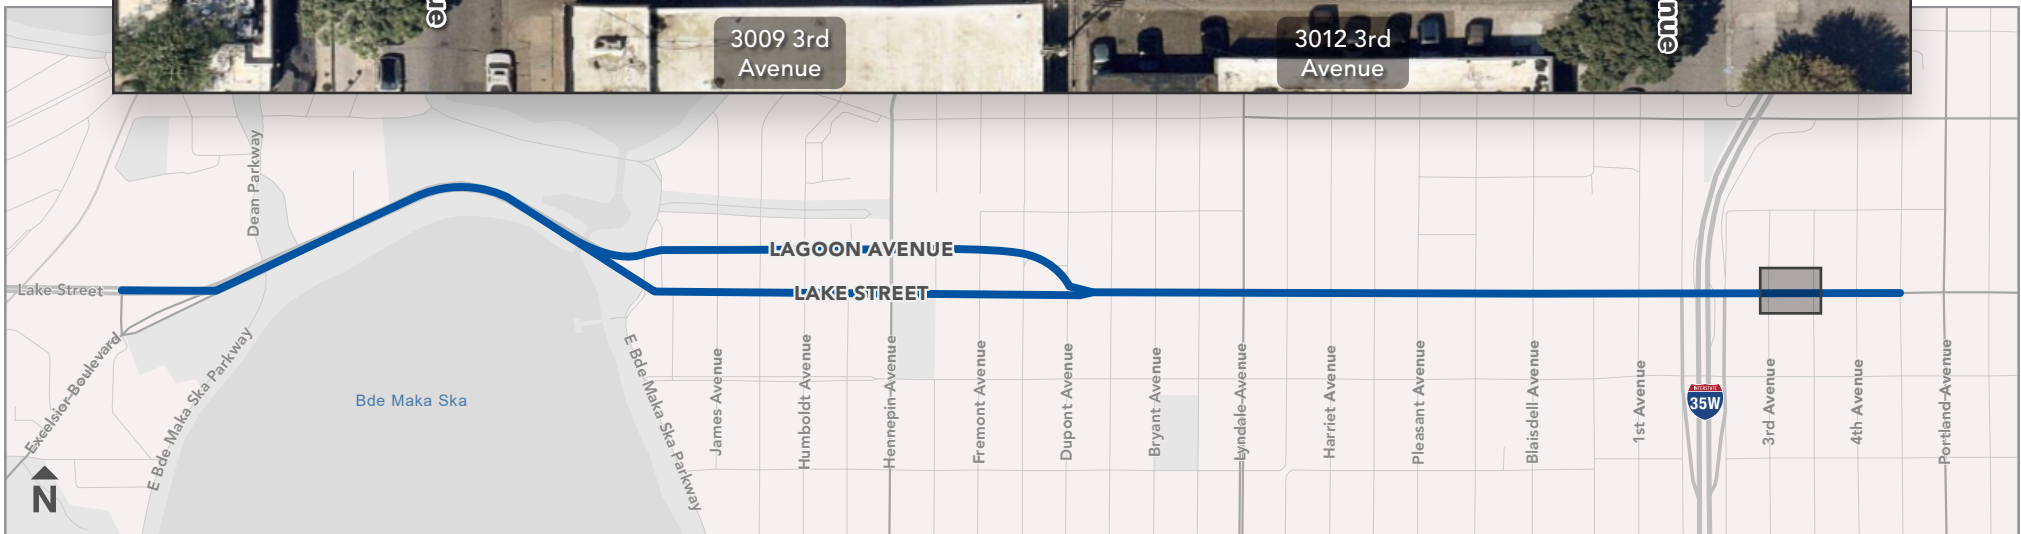 3009 3rd
Avenue
3012 3rd
Avenue
Dean Parkway
LAGOON AVENUE
Lake Street
LAKE STREET
Excelsior Boulevard
E Bde Maka Ska Parkway
Bde Maka Ska
E Bde Maka Ska Parkway
James Avenue
Humboldt Avenue
Hennepin Avenue
Fremont Avenue
Dupont Avenue
Bryant Avenue
Lyndale Avenue
Harriet Avenue
Pleasant Avenue
Blaisdell Avenue
1st Avenue
INTERSTATE
35W
3rd Avenue
4th Avenue
Portland Avenue
N